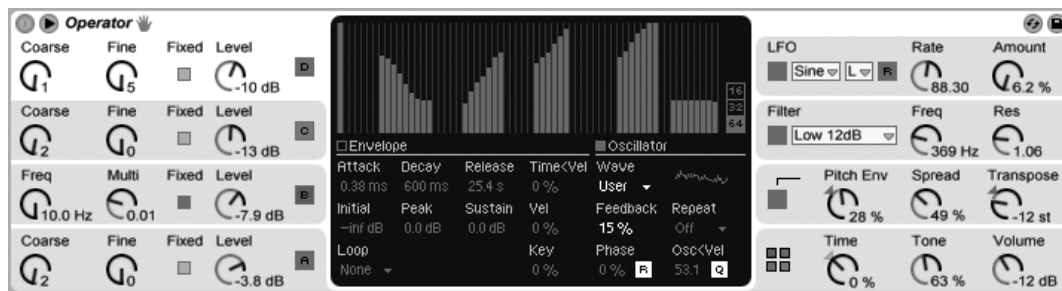 Operator
Coarse Fine Fixed Level
1 5 -10 dB D
Coarse Fine Fixed Level
2 0 -13 dB C
Freq Multi Fixed Level
10.0 Hz 0.01 -7.9 dB B
Coarse Fine Fixed Level
2 0 -3.8 dB A
16
32
64
Envelope Oscillator
Attack Decay Release Time<Vel Wave
0.38 ms 600 ms 25.4 s 0 % User
Initial Peak Sustain Vel Feedback Repeat
-inf dB 0.0 dB 0.0 dB 0 % 15 % Off
Loop Key Phase Osc<Vel
None 0 % 0 % R 53.1 Q
LFO Rate Amount
Sine L R 88.30 6.2 %
Filter Freq Res
Low 12dB 369 Hz 1.06
Pitch Env Spread Transpose
28 % 49 % -12 st
Time Tone Volume
0 % 63 % -12 dB